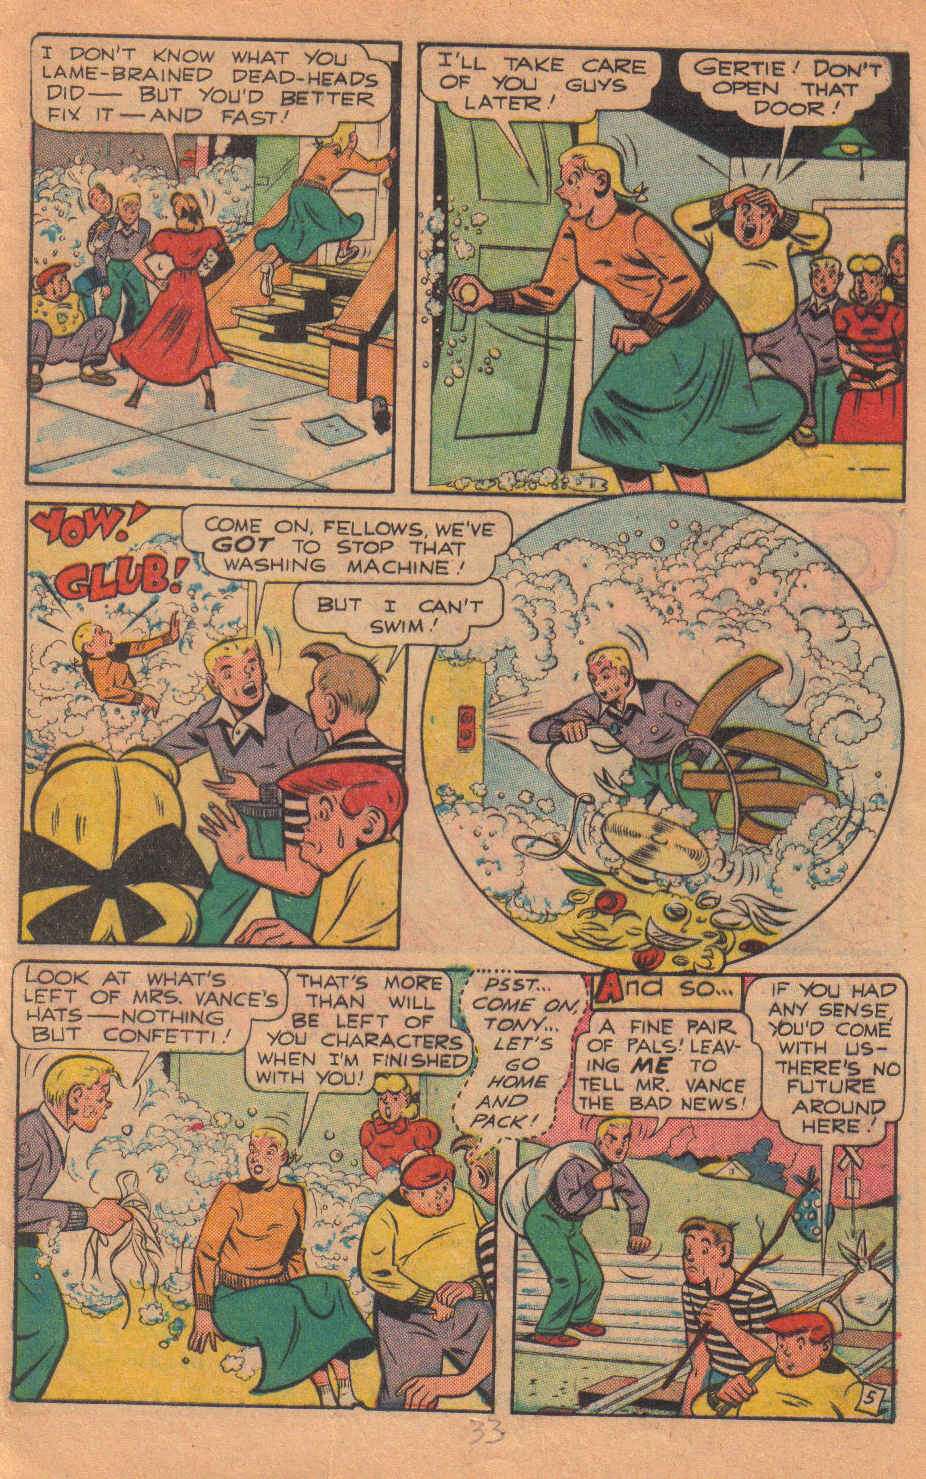 I DON'T KNOW WHAT YOU
LAME-BRAINED DEAD-HEADS
DID — BUT YOU'D BETTER
FIX IT — AND FAST!
I'LL TAKE CARE
OF YOU GUYS
LATER!
GERTIE! DON'T
OPEN THAT
DOOR!
YOW!
GLUB!
COME ON, FELLOWS, WE'VE
GOT TO STOP THAT
WASHING MACHINE!
BUT I CAN'T
SWIM!
LOOK AT WHAT'S
LEFT OF MRS. VANCE'S
HATS — NOTHING
BUT CONFETTI!
THAT'S MORE
THAN WILL
BE LEFT OF
YOU CHARACTERS
WHEN I'M FINISHED
WITH YOU!
PSST...
COME ON,
TONY...
LET'S
GO
HOME
AND
PACK!
AND SO...
A FINE PAIR
OF PALS! LEAV-
ING ME TO
TELL MR. VANCE
THE BAD NEWS!
IF YOU HAD
ANY SENSE,
YOU'D COME
WITH US-
THERE'S NO
FUTURE
AROUND
HERE!
5
33